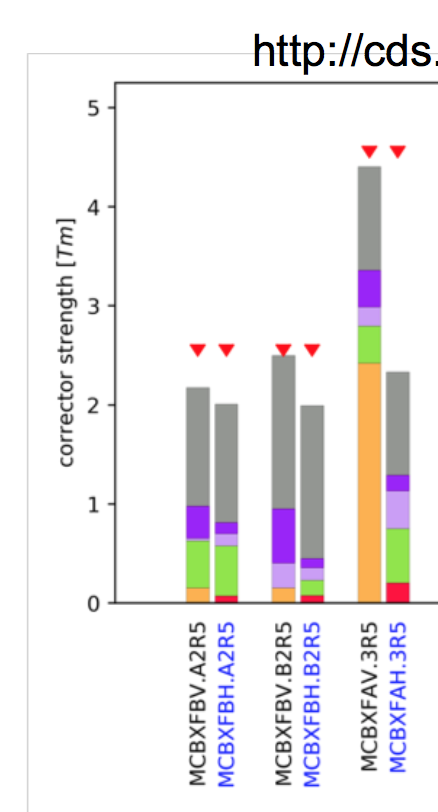 http://cds.
5
4
3
2
1
0
corrector strength [Tm]
MCBXFBV.A2R5
MCBXFBH.A2R5
MCBXFBV.B2R5
MCBXFBH.B2R5
MCBXFAV.3R5
MCBXFAH.3R5